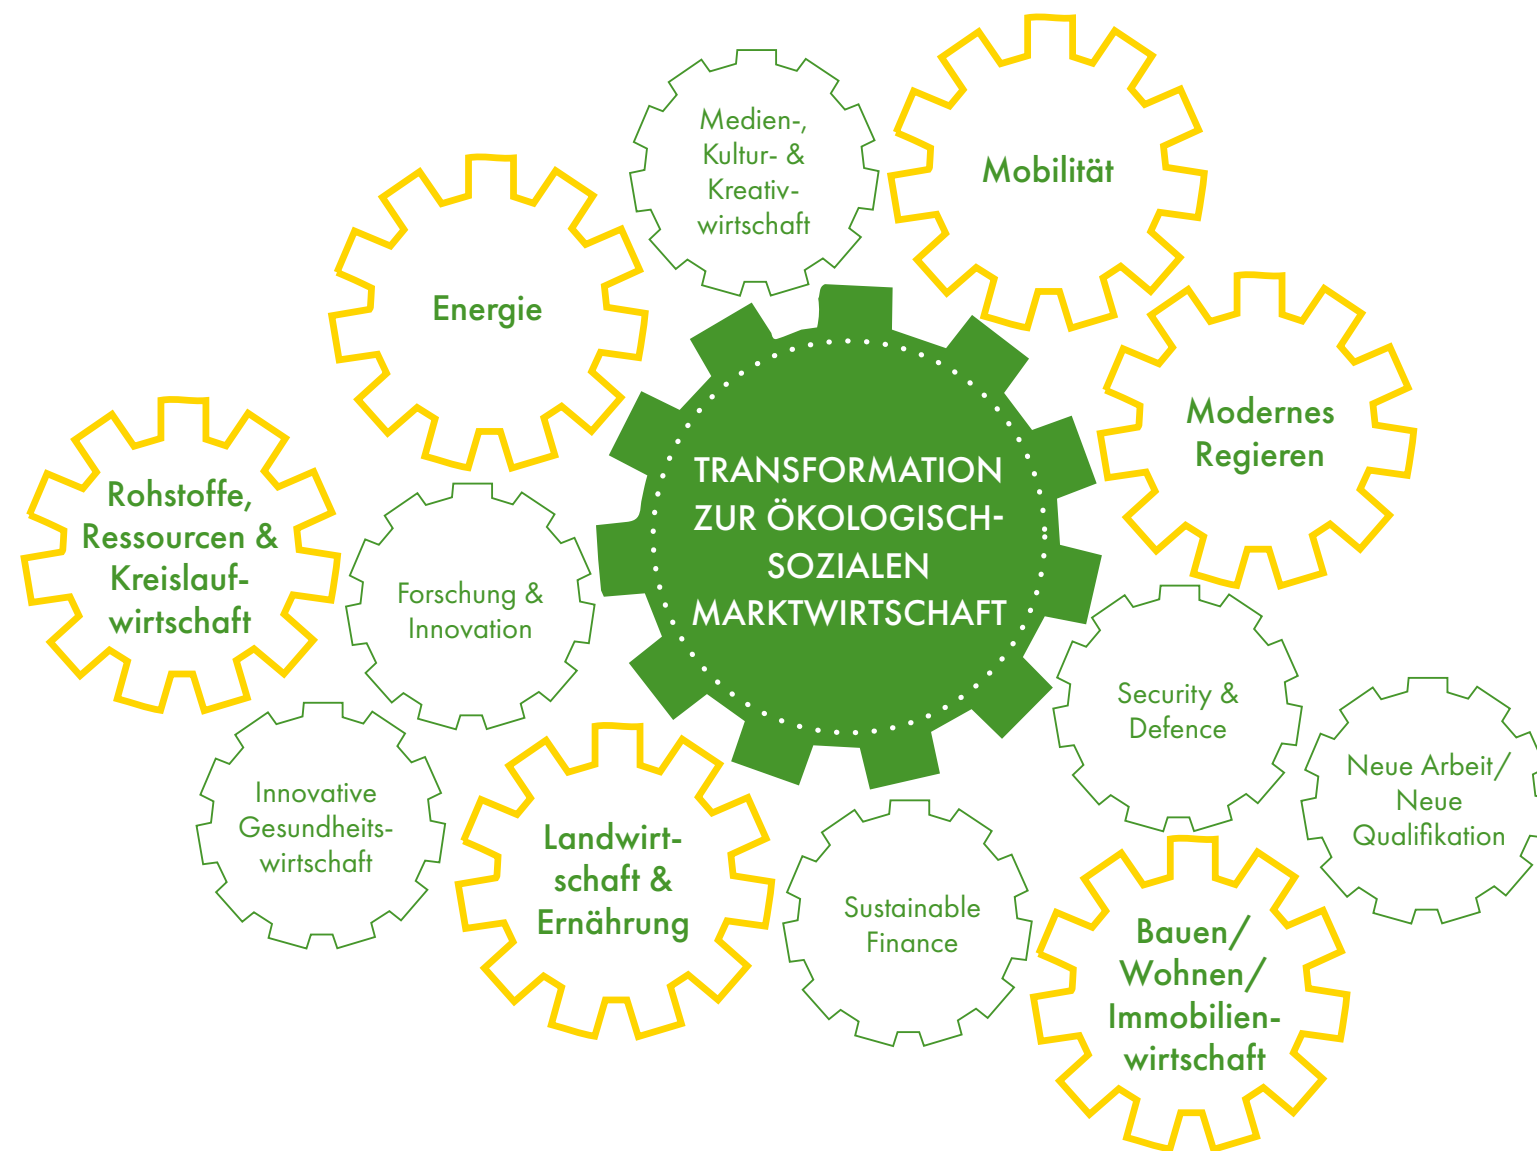 Medien-,
Kultur- &
Kreativ-
wirtschaft
Mobilität
Energie
Modernes
Regieren
TRANSFORMATION
ZUR ÖKOLOGISCH-
SOZIALEN
MARKTWIRTSCHAFT
Rohstoffe,
Ressourcen &
Kreislauf-
wirtschaft
Forschung &
Innovation
Security &
Defence
Neue Arbeit/
Neue
Qualifikation
Innovative
Gesundheits-
wirtschaft
Landwirt-
schaft &
Ernährung
Sustainable
Finance
Bauen/
Wohnen/
Immobilien-
wirtschaft